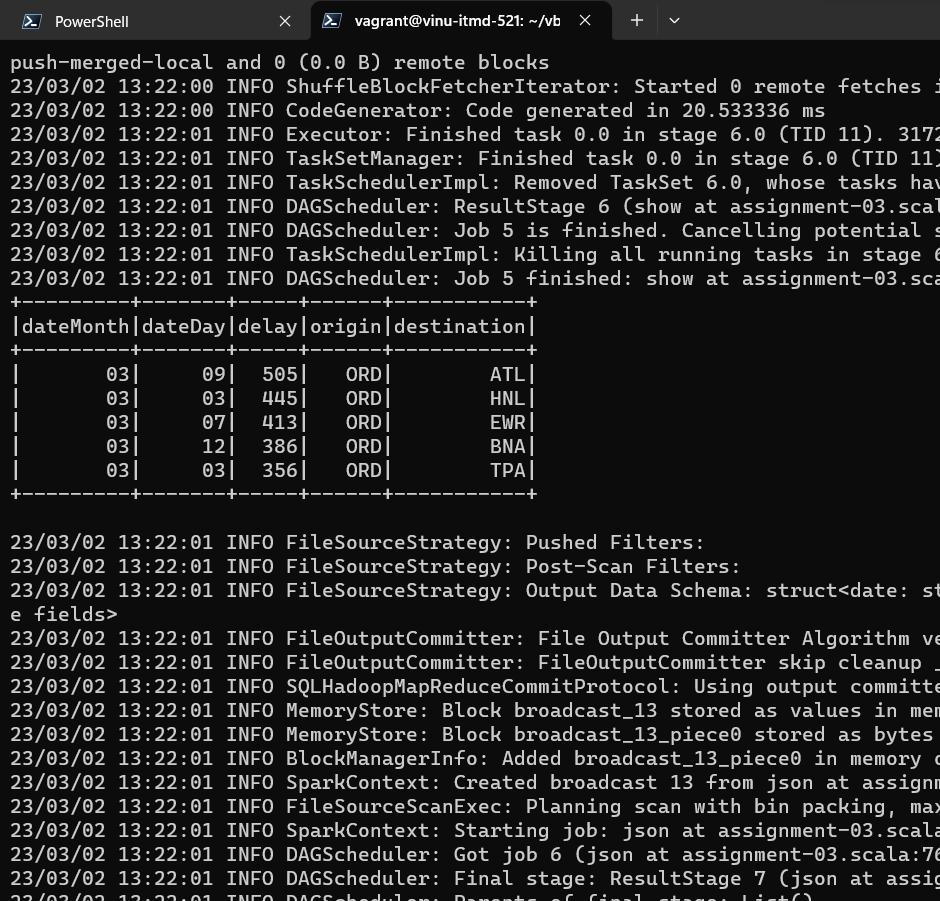 PowerShell
vagrant@vinu-itmd-521: ~/vb
push-merged-local and 0 (0.0 B) remote blocks
23/03/02 13:22:00 INFO ShuffleBlockFetcherIterator: Started 0 remote fetches i
23/03/02 13:22:00 INFO CodeGenerator: Code generated in 20.533336 ms
23/03/02 13:22:01 INFO Executor: Finished task 0.0 in stage 6.0 (TID 11). 3172
23/03/02 13:22:01 INFO TaskSetManager: Finished task 0.0 in stage 6.0 (TID 11)
23/03/02 13:22:01 INFO TaskSchedulerImpl: Removed TaskSet 6.0, whose tasks hav
23/03/02 13:22:01 INFO DAGScheduler: ResultStage 6 (show at assignment-03.scal
23/03/02 13:22:01 INFO DAGScheduler: Job 5 is finished. Cancelling potential s
23/03/02 13:22:01 INFO TaskSchedulerImpl: Killing all running tasks in stage 6
23/03/02 13:22:01 INFO DAGScheduler: Job 5 finished: show at assignment-03.sca
+---------+-------+-----+------+-----------+
|dateMonth|dateDay|delay|origin|destination|
+---------+-------+-----+------+-----------+
|       03|     09|  505|   ORD|        ATL|
|       03|     03|  445|   ORD|        HNL|
|       03|     07|  413|   ORD|        EWR|
|       03|     12|  386|   ORD|        BNA|
|       03|     03|  356|   ORD|        TPA|
+---------+-------+-----+------+-----------+
23/03/02 13:22:01 INFO FileSourceStrategy: Pushed Filters:
23/03/02 13:22:01 INFO FileSourceStrategy: Post-Scan Filters:
23/03/02 13:22:01 INFO FileSourceStrategy: Output Data Schema: struct<date: st
e fields>
23/03/02 13:22:01 INFO FileOutputCommitter: File Output Committer Algorithm ve
23/03/02 13:22:01 INFO FileOutputCommitter: FileOutputCommitter skip cleanup _
23/03/02 13:22:01 INFO SQLHadoopMapReduceCommitProtocol: Using output committe
23/03/02 13:22:01 INFO MemoryStore: Block broadcast_13 stored as values in mem
23/03/02 13:22:01 INFO MemoryStore: Block broadcast_13_piece0 stored as bytes
23/03/02 13:22:01 INFO BlockManagerInfo: Added broadcast_13_piece0 in memory o
23/03/02 13:22:01 INFO SparkContext: Created broadcast 13 from json at assignm
23/03/02 13:22:01 INFO FileSourceScanExec: Planning scan with bin packing, max
23/03/02 13:22:01 INFO SparkContext: Starting job: json at assignment-03.scala
23/03/02 13:22:01 INFO DAGScheduler: Got job 6 (json at assignment-03.scala:76
23/03/02 13:22:01 INFO DAGScheduler: Final stage: ResultStage 7 (json at assig
23/03/02 13:22:01 INFO DAGScheduler: Parents of final stage: List()